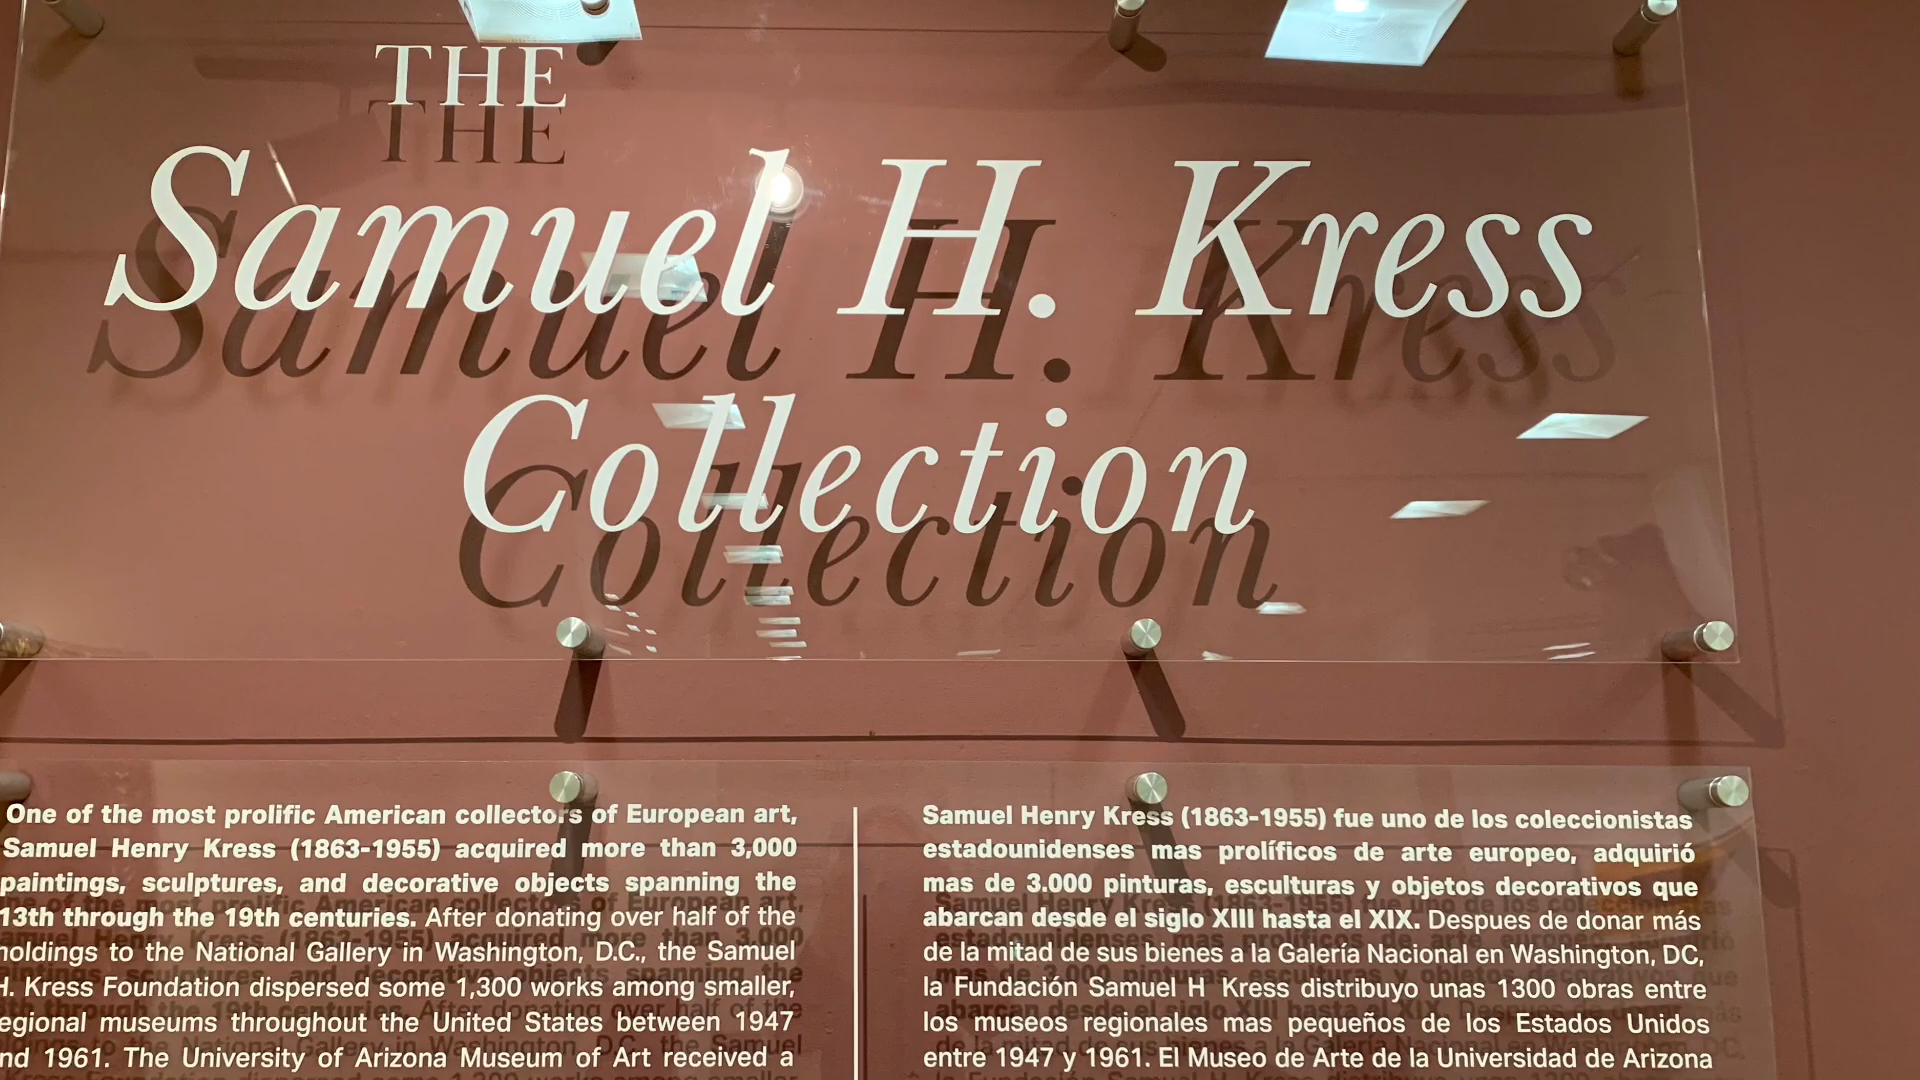 THE
Samuel H. Kress
Collection
One of the most prolific American collectors of European art,
Samuel Henry Kress (1863-1955) acquired more than 3,000
paintings, sculptures, and decorative objects spanning the
13th through the 19th centuries. After donating over half of the
holdings to the National Gallery in Washington, D.C., the Samuel
H. Kress Foundation dispersed some 1,300 works among smaller,
regional museums throughout the United States between 1947
and 1961. The University of Arizona Museum of Art received a
Samuel Henry Kress (1863-1955) fue uno de los coleccionistas
estadounidenses mas prolíficos de arte europeo, adquirió
mas de 3.000 pinturas, esculturas y objetos decorativos que
abarcan desde el siglo XIII hasta el XIX. Despues de donar más
de la mitad de sus bienes a la Galería Nacional en Washington, DC,
la Fundación Samuel H Kress distribuyo unas 1300 obras entre
los museos regionales mas pequeños de los Estados Unidos
entre 1947 y 1961. El Museo de Arte de la Universidad de Arizona